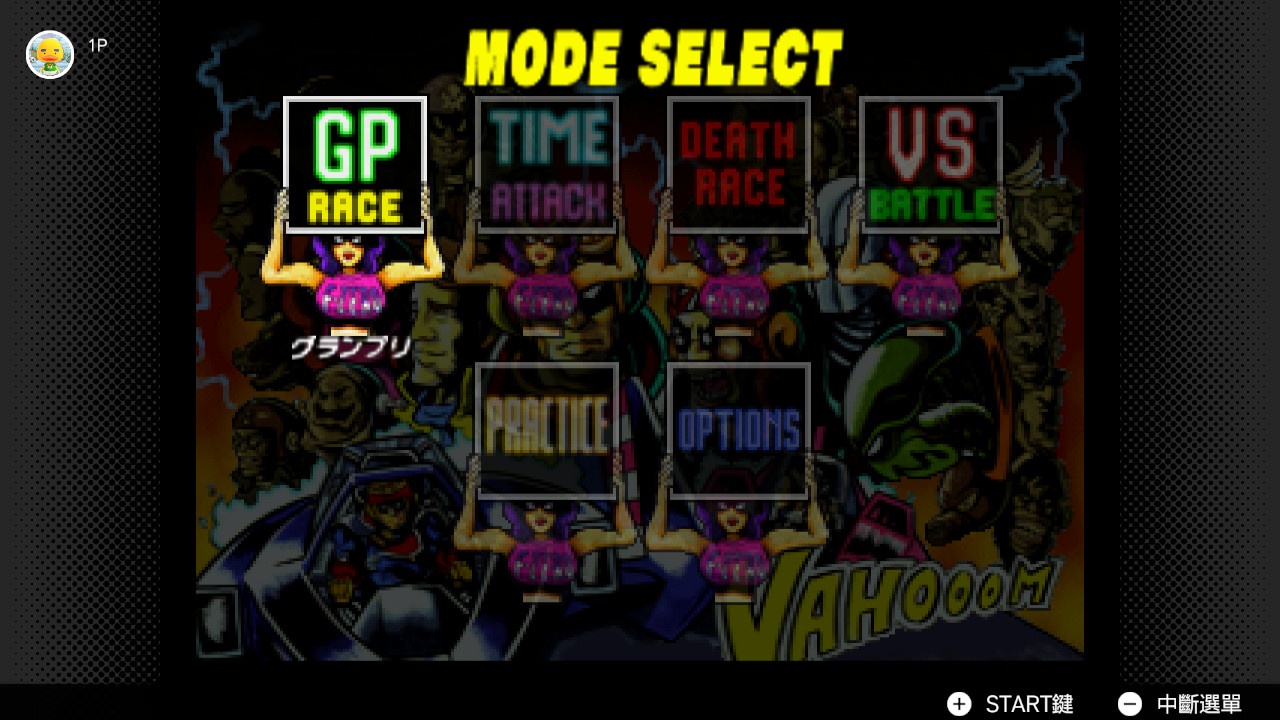 1P
MODE SELECT
GP
RACE
TIME
ATTACK
DEATH
RACE
VS
BATTLE
グランプリ
PRACTICE
OPTIONS
VAHOOOM
START鍵
中斷選單